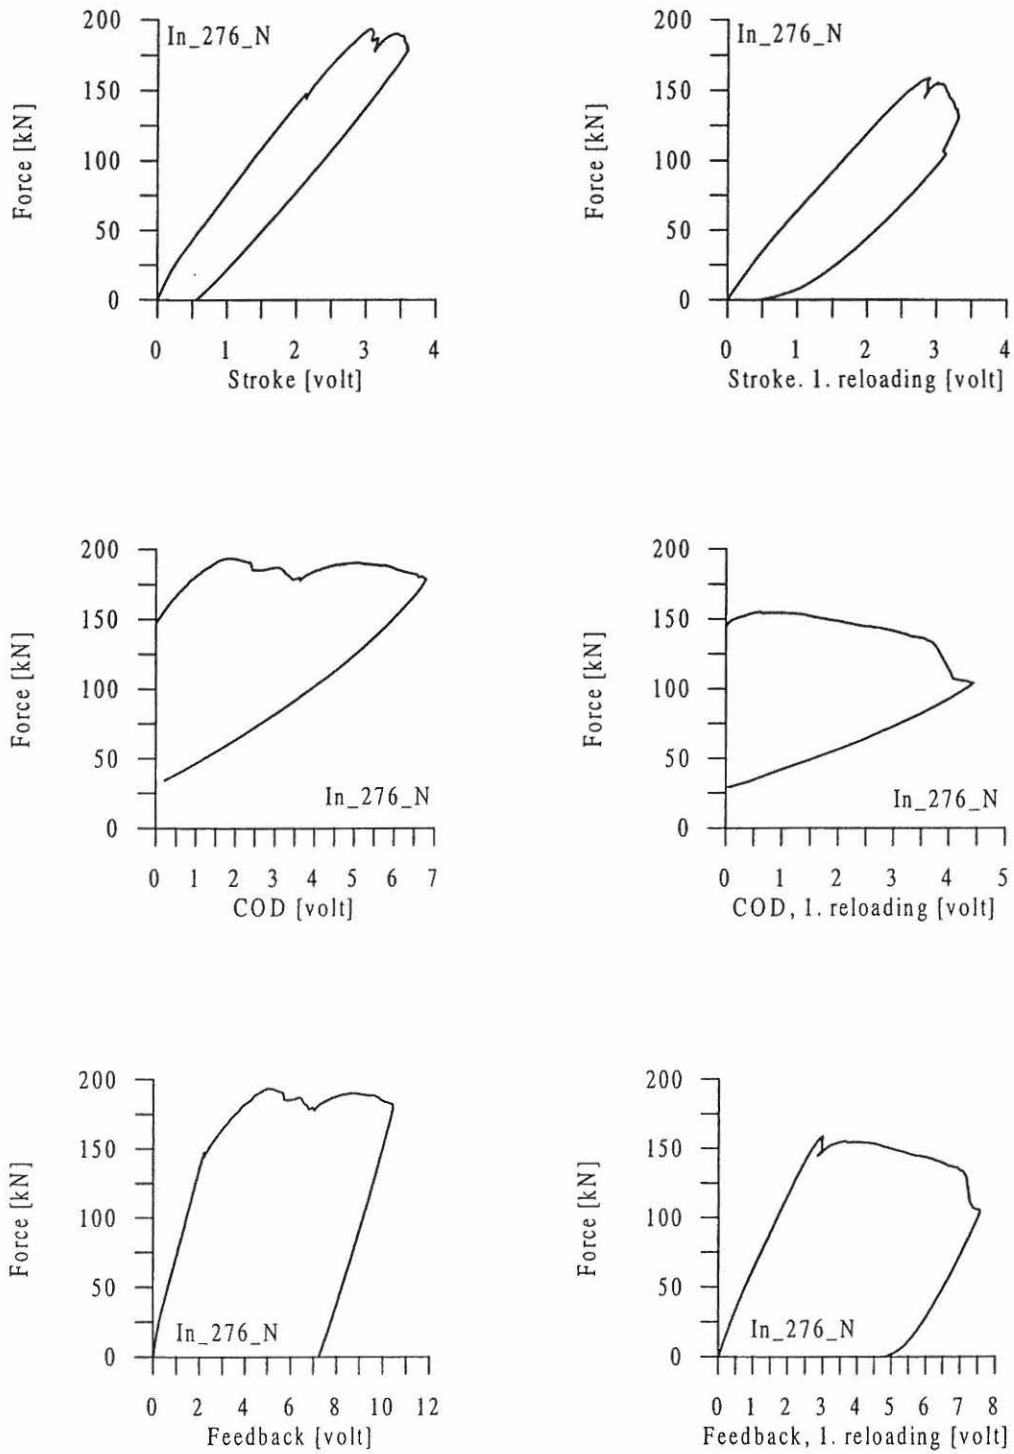 200
150
100
50
0
Force [kN]
In_276_N
0 1 2 3 4
Stroke [volt]
200
150
100
50
0
Force [kN]
In_276_N
0 1 2 3 4
Stroke. 1. reloading [volt]
200
150
100
50
0
Force [kN]
In_276_N
0 1 2 3 4 5 6 7
COD [volt]
200
150
100
50
0
Force [kN]
In_276_N
0 1 2 3 4 5
COD, 1. reloading [volt]
200
150
100
50
0
Force [kN]
In_276_N
0 2 4 6 8 10 12
Feedback [volt]
200
150
100
50
0
Force [kN]
In_276_N
0 1 2 3 4 5 6 7 8
Feedback, 1. reloading [volt]